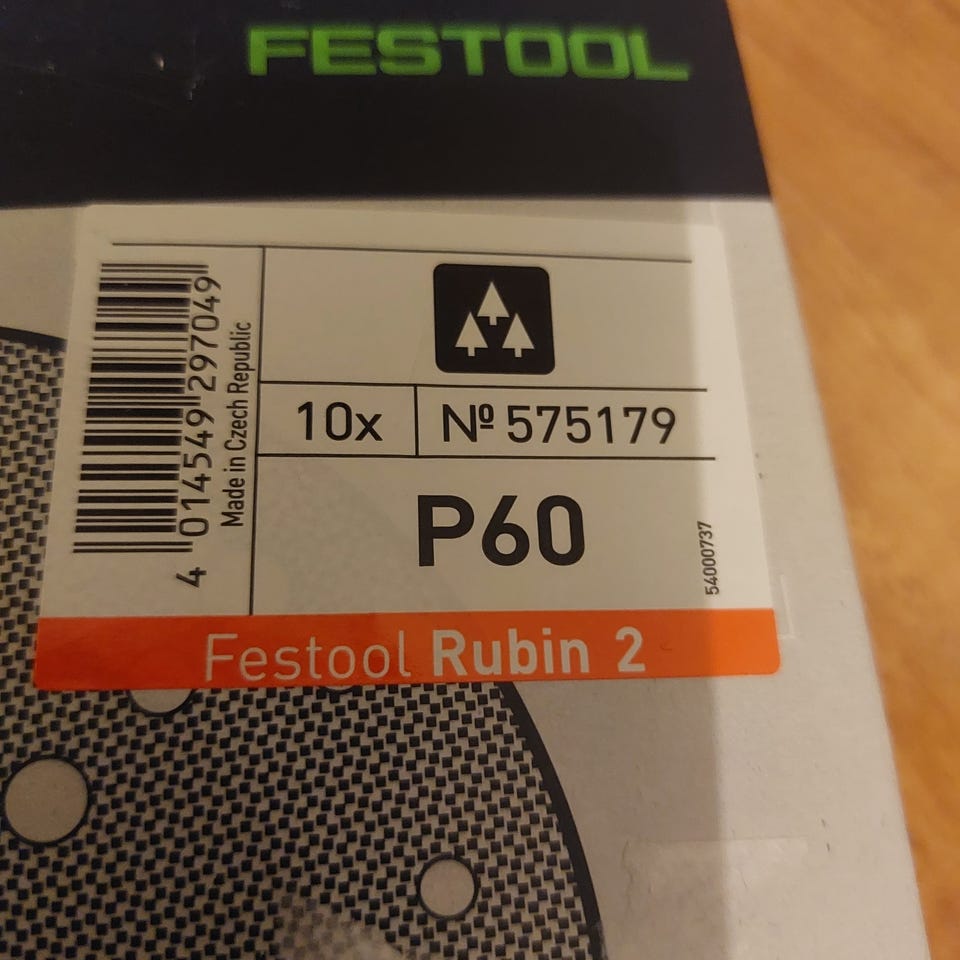 FESTOOL
4 014549 297049
Made in Czech Republic
10x
Nº 575179
P60
54000737
Festool Rubin 2